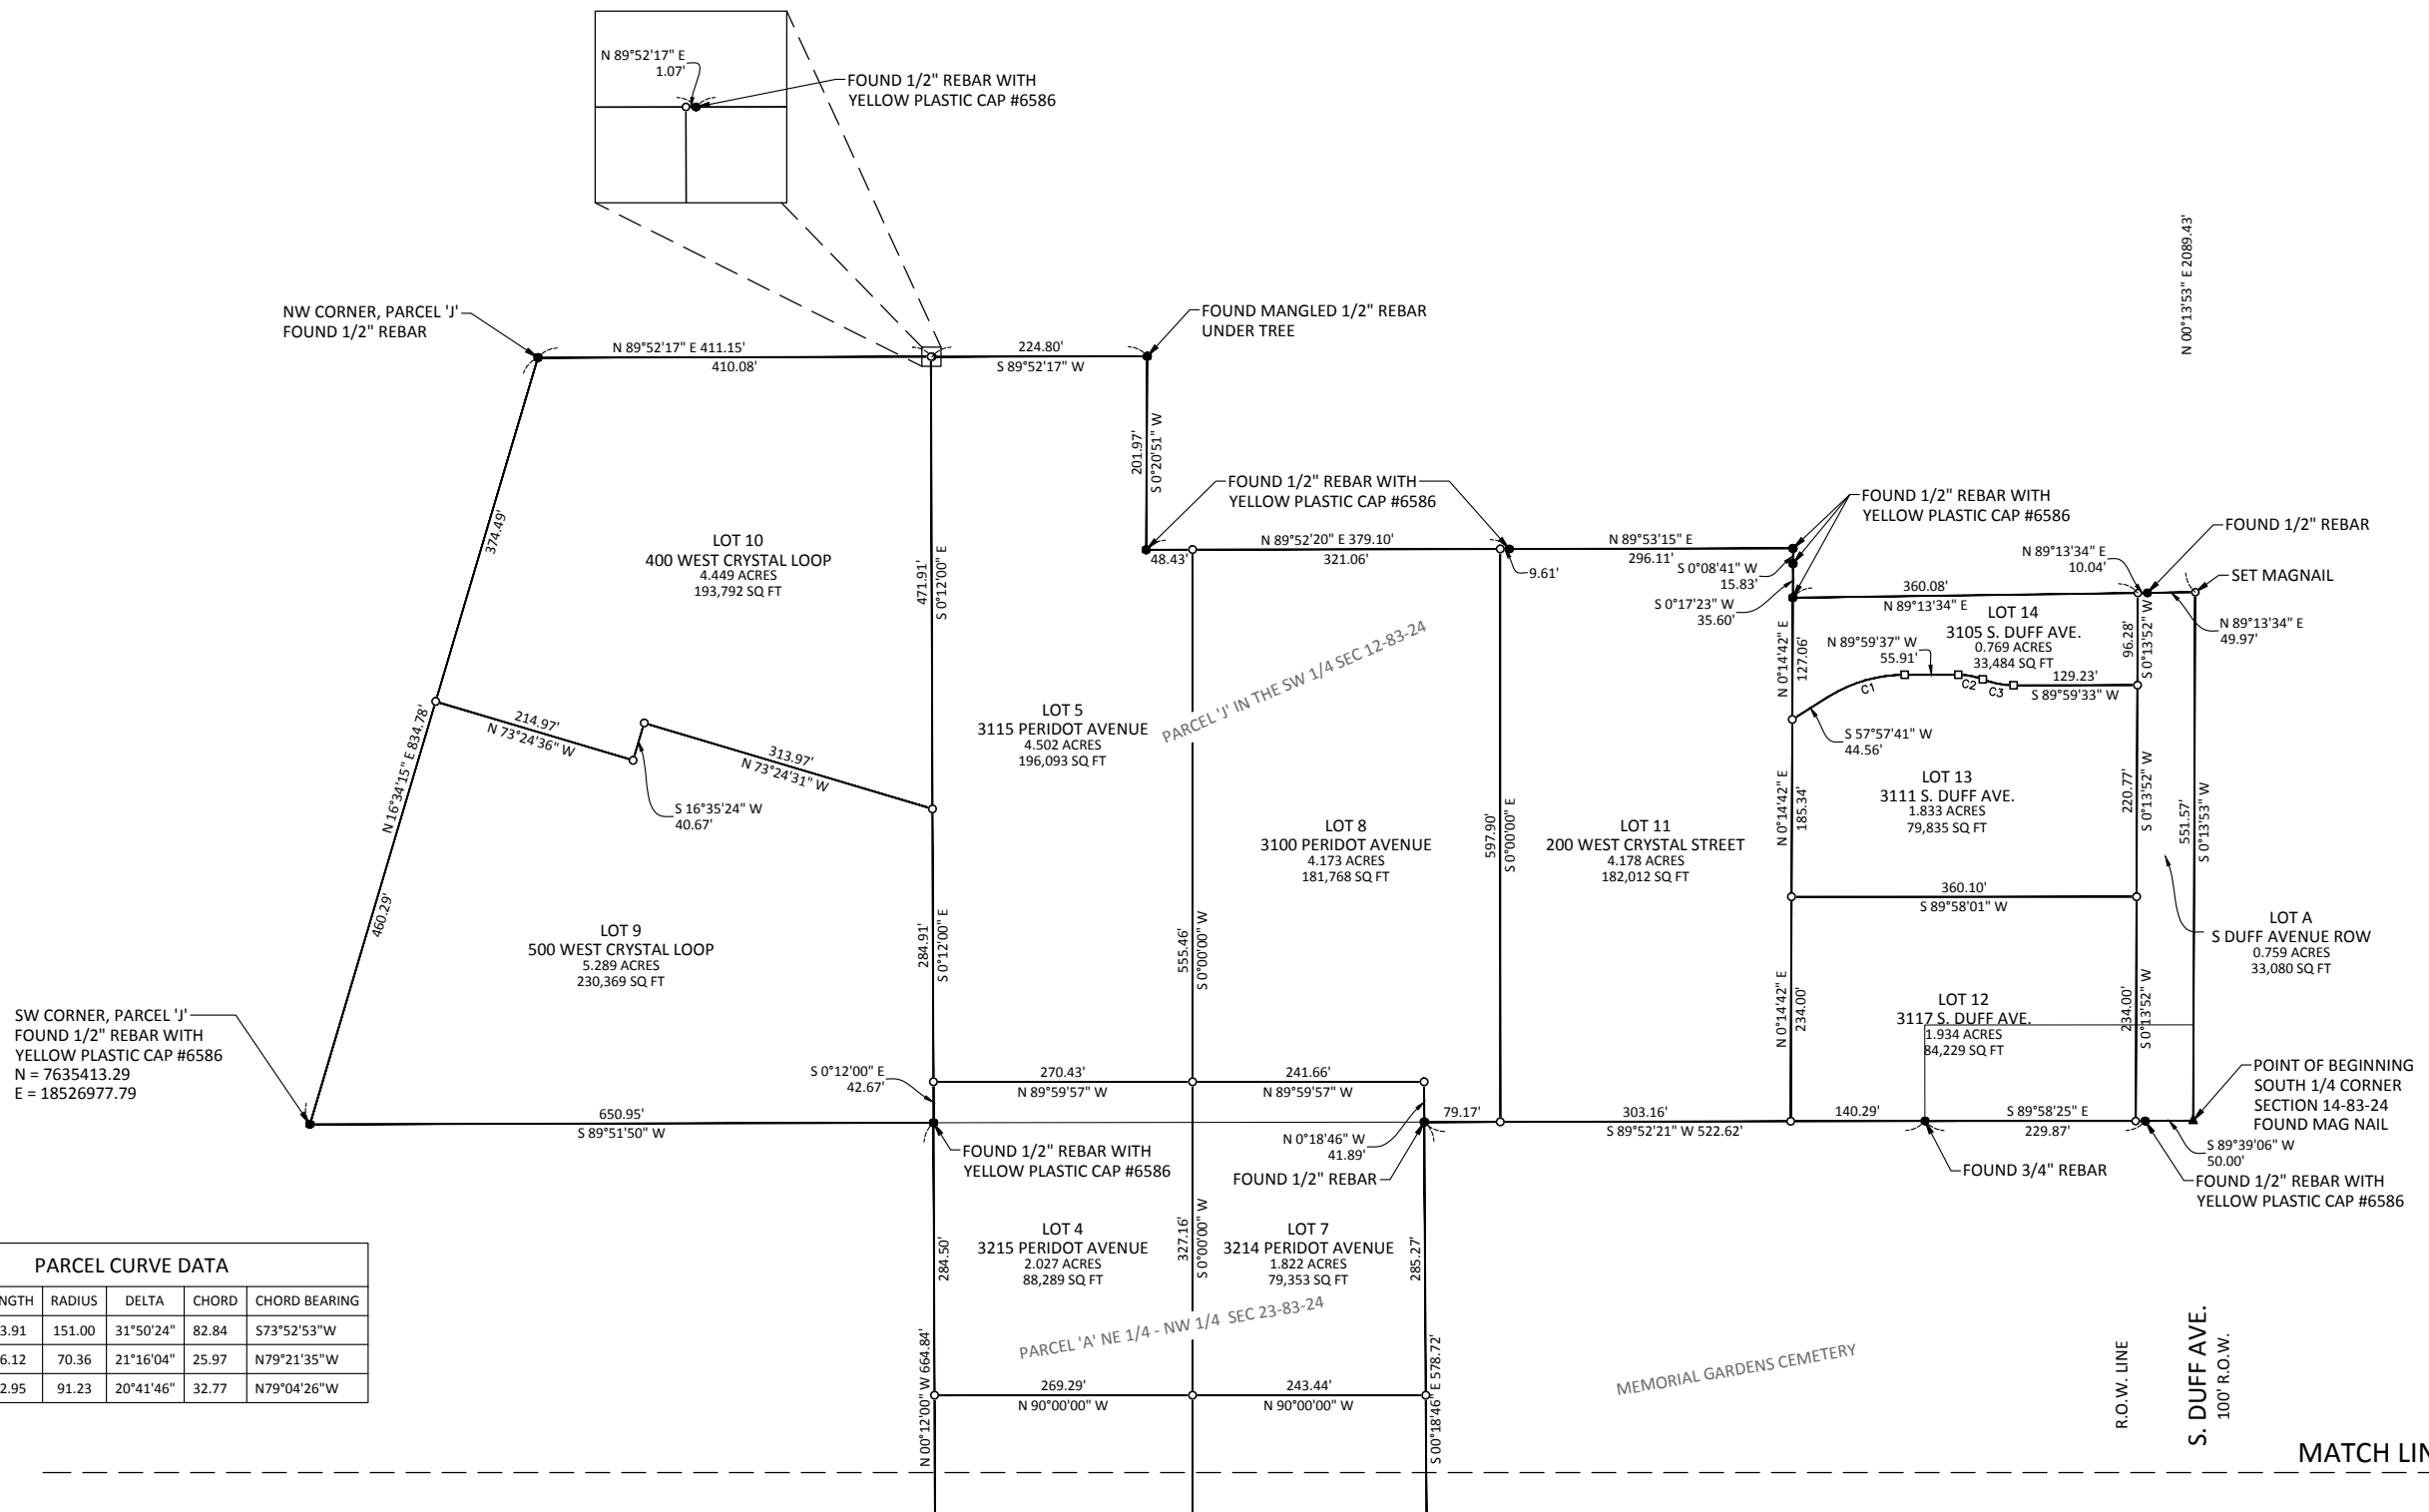 N 89°52'17" E
1.07'
FOUND 1/2" REBAR WITH
YELLOW PLASTIC CAP #6586
N 00°13'53" E 2089.43'
NW CORNER, PARCEL 'J'
FOUND 1/2" REBAR
FOUND MANGLED 1/2" REBAR
UNDER TREE
N 89°52'17" E 411.15'
410.08'
224.80'
S 89°52'17" W
201.97'
S 0°20'51" W
374.49'
LOT 10
400 WEST CRYSTAL LOOP
4.449 ACRES
193,792 SQ FT
471.91'
S 0°12'00" E
FOUND 1/2" REBAR WITH
YELLOW PLASTIC CAP #6586
48.43'
N 89°52'20" E 379.10'
321.06'
9.61'
N 89°53'15" E
296.11'
FOUND 1/2" REBAR WITH
YELLOW PLASTIC CAP #6586
S 0°08'41" W
15.83'
S 0°17'23" W
35.60'
FOUND 1/2" REBAR
N 89°13'34" E
10.04'
SET MAGNAIL
360.08'
N 89°13'34" E
N 89°13'34" E
49.97'
LOT 14
3105 S. DUFF AVE.
0.769 ACRES
33,484 SQ FT
N 0°14'42" E
127.06'
96.28'
S 0°13'52" W
N 89°59'37" W
55.91'
C1
C2
C3
129.23'
S 89°59'33" W
S 57°57'41" W
44.56'
214.97'
N 73°24'36" W
313.97'
N 73°24'31" W
S 16°35'24" W
40.67'
N 16°34'15" E 834.78'
460.29'
LOT 5
3115 PERIDOT AVENUE
4.502 ACRES
196,093 SQ FT
PARCEL 'J' IN THE SW 1/4 SEC 12-83-24
LOT 8
3100 PERIDOT AVENUE
4.173 ACRES
181,768 SQ FT
597.90'
S 0°00'00" E
LOT 11
200 WEST CRYSTAL STREET
4.178 ACRES
182,012 SQ FT
N 0°14'42" E
185.34'
LOT 13
3111 S. DUFF AVE.
1.833 ACRES
79,835 SQ FT
220.77'
S 0°13'52" W
551.57'
S 0°13'53" W
360.10'
S 89°58'01" W
LOT A
S DUFF AVENUE ROW
0.759 ACRES
33,080 SQ FT
LOT 9
500 WEST CRYSTAL LOOP
5.289 ACRES
230,369 SQ FT
284.91'
S 0°12'00" E
555.46'
S 0°00'00" W
N 0°14'42" E
234.00'
LOT 12
3117 S. DUFF AVE.
1.934 ACRES
84,229 SQ FT
234.00'
S 0°13'52" W
SW CORNER, PARCEL 'J'
FOUND 1/2" REBAR WITH
YELLOW PLASTIC CAP #6586
N = 7635413.29
E = 18526977.79
S 0°12'00" E
42.67'
270.43'
N 89°59'57" W
241.66'
N 89°59'57" W
650.95'
S 89°51'50" W
FOUND 1/2" REBAR WITH
YELLOW PLASTIC CAP #6586
N 0°18'46" W
41.89'
FOUND 1/2" REBAR
79.17'
303.16'
S 89°52'21" W 522.62'
140.29'
S 89°58'25" E
229.87'
FOUND 3/4" REBAR
POINT OF BEGINNING
SOUTH 1/4 CORNER
SECTION 14-83-24
FOUND MAG NAIL
S 89°39'06" W
50.00'
FOUND 1/2" REBAR WITH
YELLOW PLASTIC CAP #6586
284.50'
LOT 4
3215 PERIDOT AVENUE
2.027 ACRES
88,289 SQ FT
327.16'
S 0°00'00" W
LOT 7
3214 PERIDOT AVENUE
1.822 ACRES
79,353 SQ FT
285.27'
PARCEL 'A' NE 1/4 - NW 1/4 SEC 23-83-24
N 00°12'00" W 664.84'
269.29'
N 90°00'00" W
243.44'
N 90°00'00" W
S 00°18'46" E 578.72'
MEMORIAL GARDENS CEMETERY
R.O.W. LINE
S. DUFF AVE.
100' R.O.W.
MATCH LIN
PARCEL CURVE DATA
NGTH RADIUS DELTA CHORD CHORD BEARING
3.91 151.00 31°50'24" 82.84 S73°52'53"W
6.12 70.36 21°16'04" 25.97 N79°21'35"W
2.95 91.23 20°41'46" 32.77 N79°04'26"W